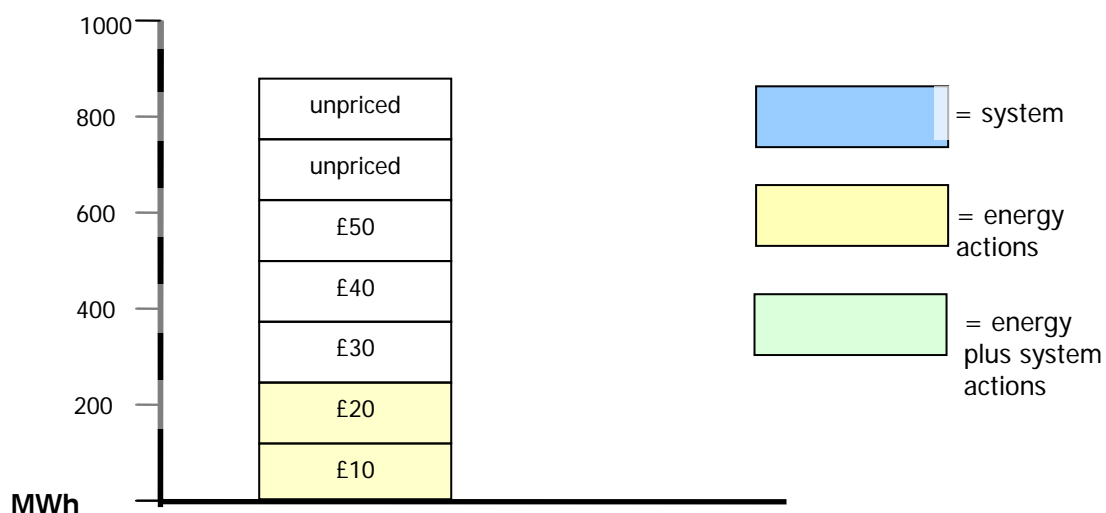 1000
800
600
400
200
MWh
unpriced
unpriced
£50
£40
£30
£20
£10
= system
= energy
actions
= energy
plus system
actions